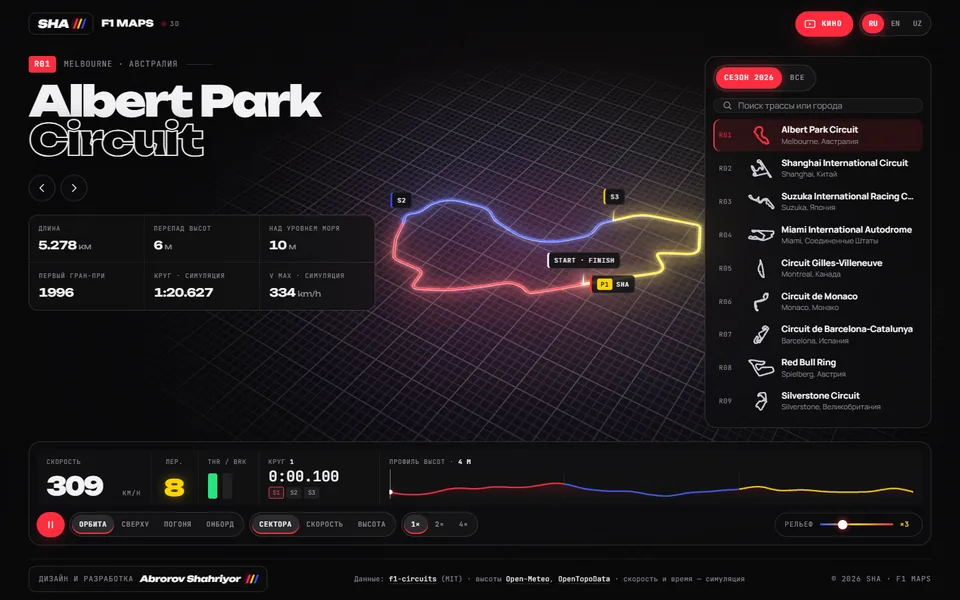 SHA F1 MAPS 3D
КИНО RU EN UZ
R01 MELBOURNE · АВСТРАЛИЯ
Albert Park
Circuit
ДЛИНА
5.278 КМ
ПЕРЕПАД ВЫСОТ
6 М
НАД УРОВНЕМ МОРЯ
10 М
ПЕРВЫЙ ГРАН-ПРИ
1996
КРУГ · СИМУЛЯЦИЯ
1:20.627
V MAX · СИМУЛЯЦИЯ
334 km/h
S2
S3
START · FINISH
P1 SHA
СЕЗОН 2026 ВСЕ
Поиск трассы или города
R01 Albert Park Circuit
Melbourne, Австралия
R02 Shanghai International Circuit
Shanghai, Китай
R03 Suzuka International Racing C...
Suzuka, Япония
R04 Miami International Autodrome
Miami, Соединенные Штаты
R05 Circuit Gilles-Villeneuve
Montreal, Канада
R06 Circuit de Monaco
Monaco, Монако
R07 Circuit de Barcelona-Catalunya
Barcelona, Испания
R08 Red Bull Ring
Spielberg, Австрия
R09 Silverstone Circuit
Silverstone, Великобритания
СКОРОСТЬ
309 КМ/Н
ПЕР.
8
THR / BRK
КРУГ 1
0:00.100
S1 S2 S3
ПРОФИЛЬ ВЫСОТ · 4 М
ОРБИТА СВЕРХУ ПОГОНЯ ОНБОРД
СЕКТОРА СКОРОСТЬ ВЫСОТА
1× 2× 4×
РЕЛЬЕФ ×3
ДИЗАЙН И РАЗРАБОТКА Abrorov Shahriyor
Данные: f1-circuits (MIT) · высоты Open-Meteo, OpenTopoData · скорость и время — симуляция
© 2026 SHA · F1 MAPS